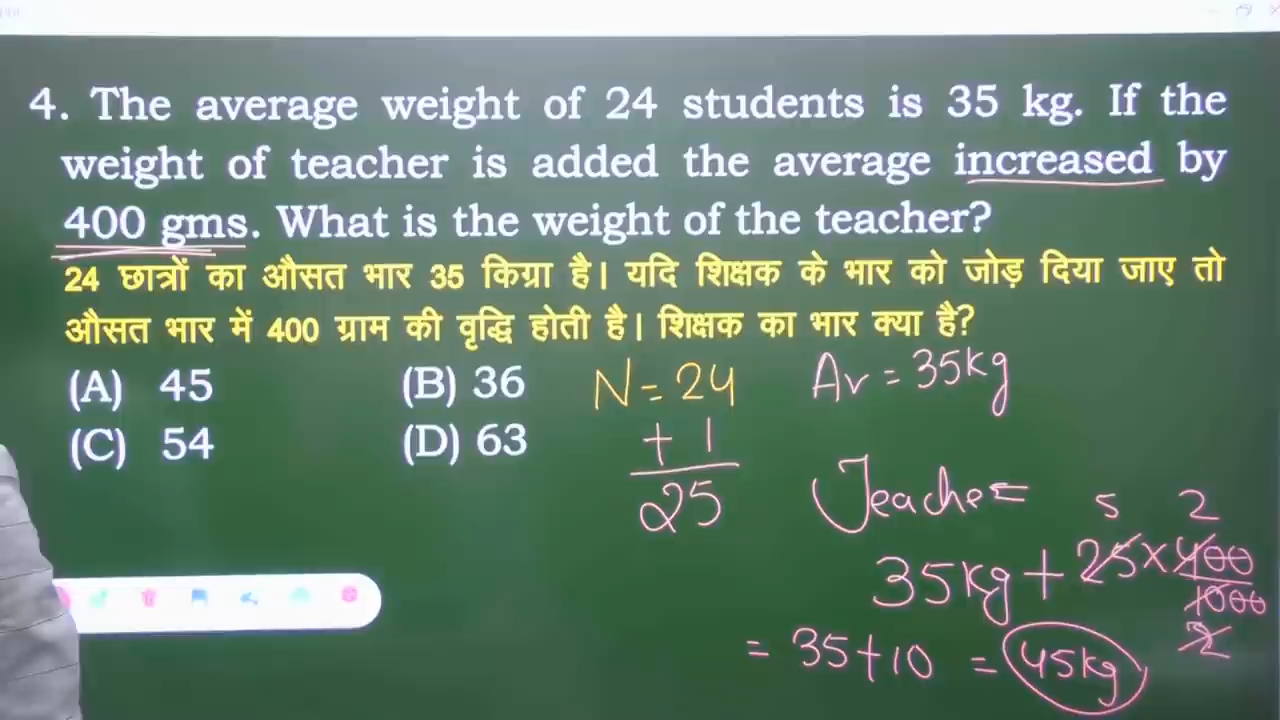 4. The average weight of 24 students is 35 kg. If the
weight of teacher is added the average increased by
400 gms. What is the weight of the teacher?
24 छात्रों का औसत भार 35 किग्रा है। यदि शिक्षक के भार को जोड़ दिया जाए तो
औसत भार में 400 ग्राम की वृद्धि होती है। शिक्षक का भार क्या है?
(A) 45 (B) 36
(C) 54 (D) 63
N = 24
+ 1
25
Av = 35kg
Teacher =
5 2
35kg + 25 × 400
1000
2
= 35 + 10 = 45kg